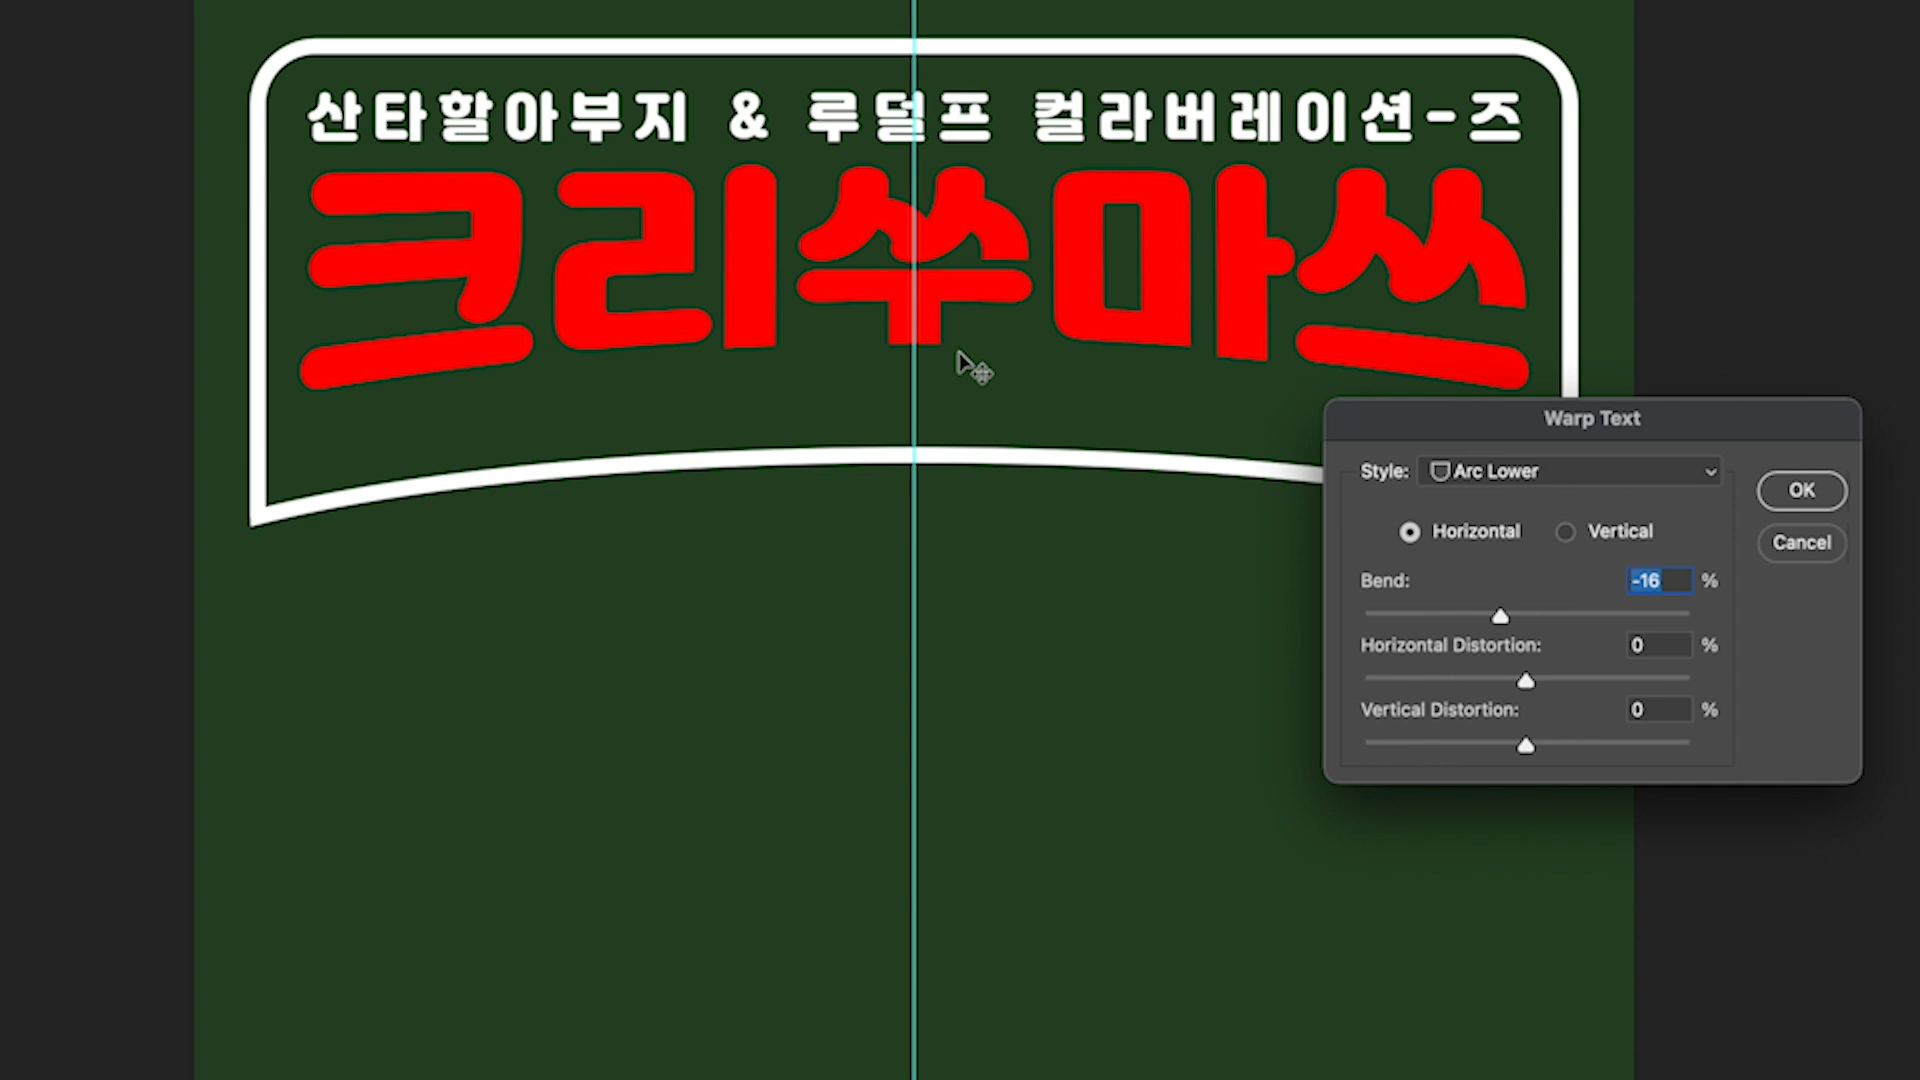 산타할아부지 & 루덜프 컬라버레이션-즈
크리쑤마쓰
Warp Text
Style: Arc Lower
OK
Horizontal Vertical
Cancel
Bend: -16 %
Horizontal Distortion: 0 %
Vertical Distortion: 0 %